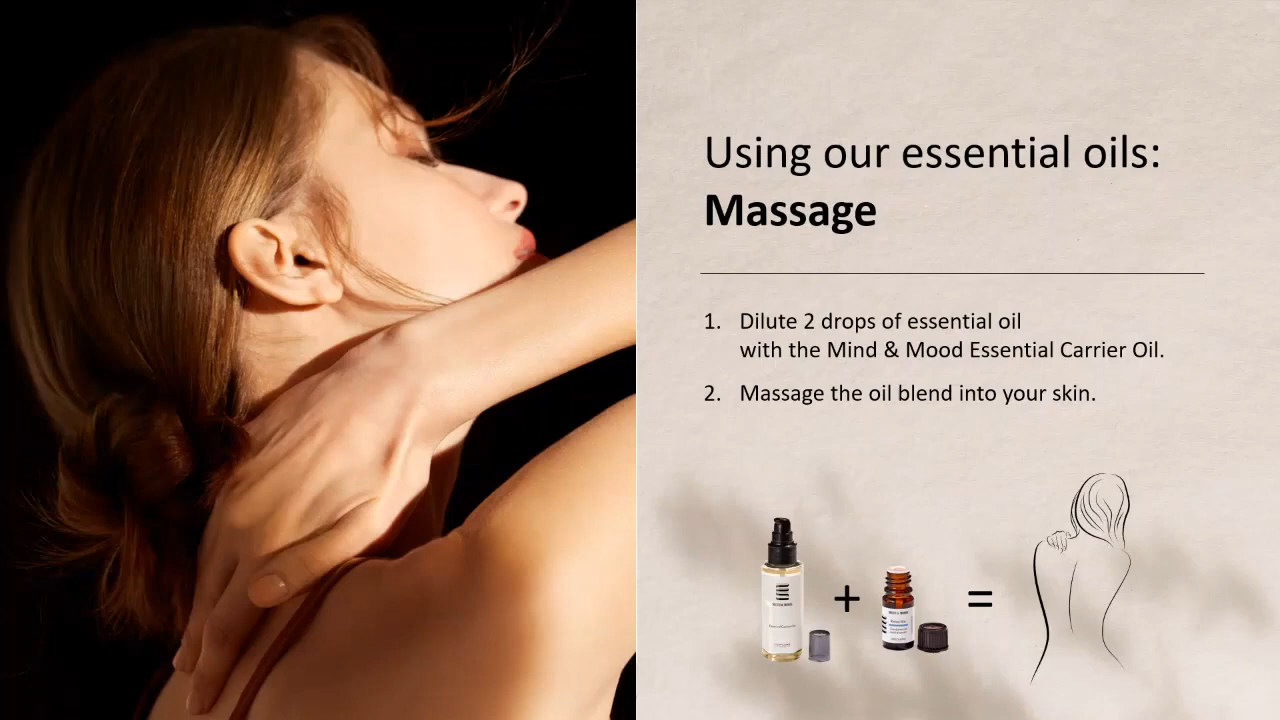 Using our essential oils:
Massage
1. Dilute 2 drops of essential oil
with the Mind & Mood Essential Carrier Oil.
2. Massage the oil blend into your skin.
+
=